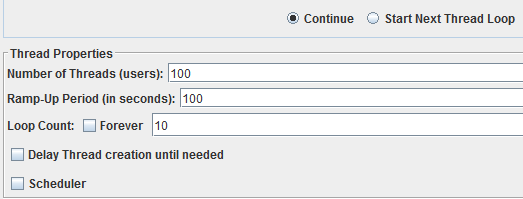 Continue Start Next Thread Loop
Thread Properties
Number of Threads (users): 100
Ramp-Up Period (in seconds): 100
Loop Count: Forever 10
Delay Thread creation until needed
Scheduler